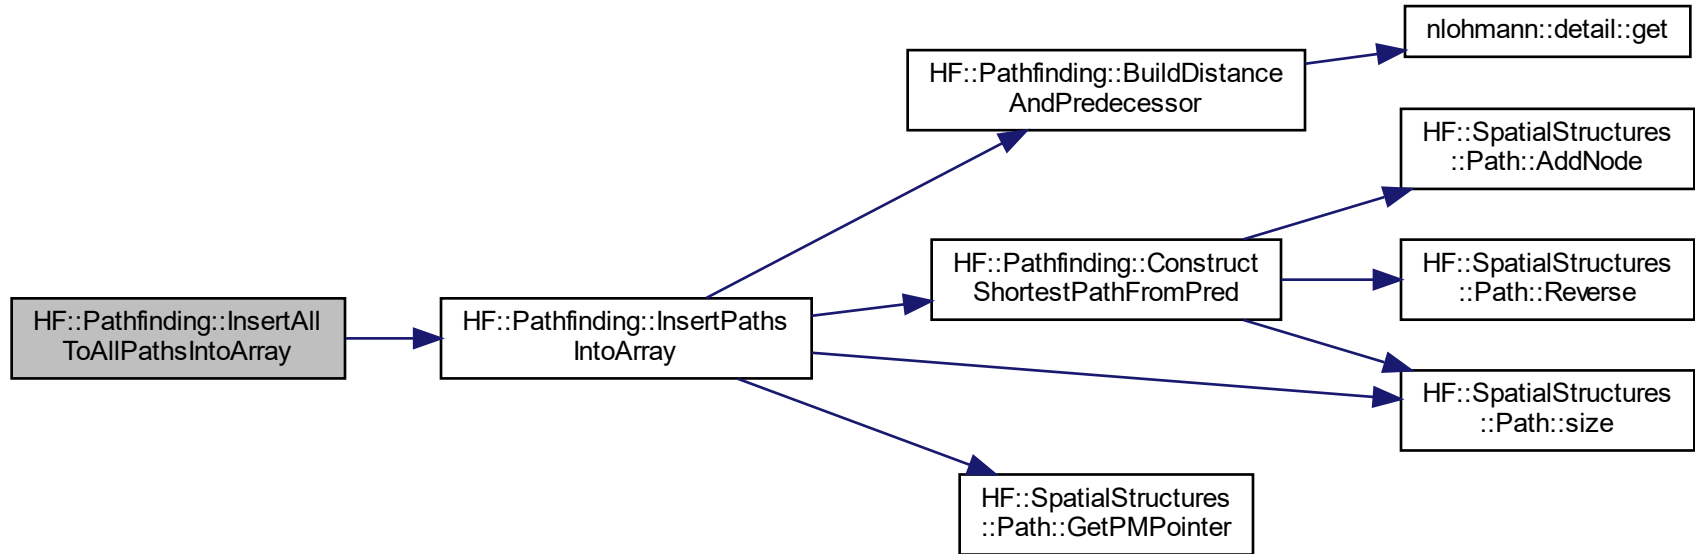 HF::Pathfinding::InsertAll
ToAllPathsIntoArray
HF::Pathfinding::InsertPaths
IntoArray
HF::Pathfinding::BuildDistance
AndPredecessor
nlohmann::detail::get
HF::Pathfinding::Construct
ShortestPathFromPred
HF::SpatialStructures
::Path::AddNode
HF::SpatialStructures
::Path::Reverse
HF::SpatialStructures
::Path::size
HF::SpatialStructures
::Path::GetPMPointer